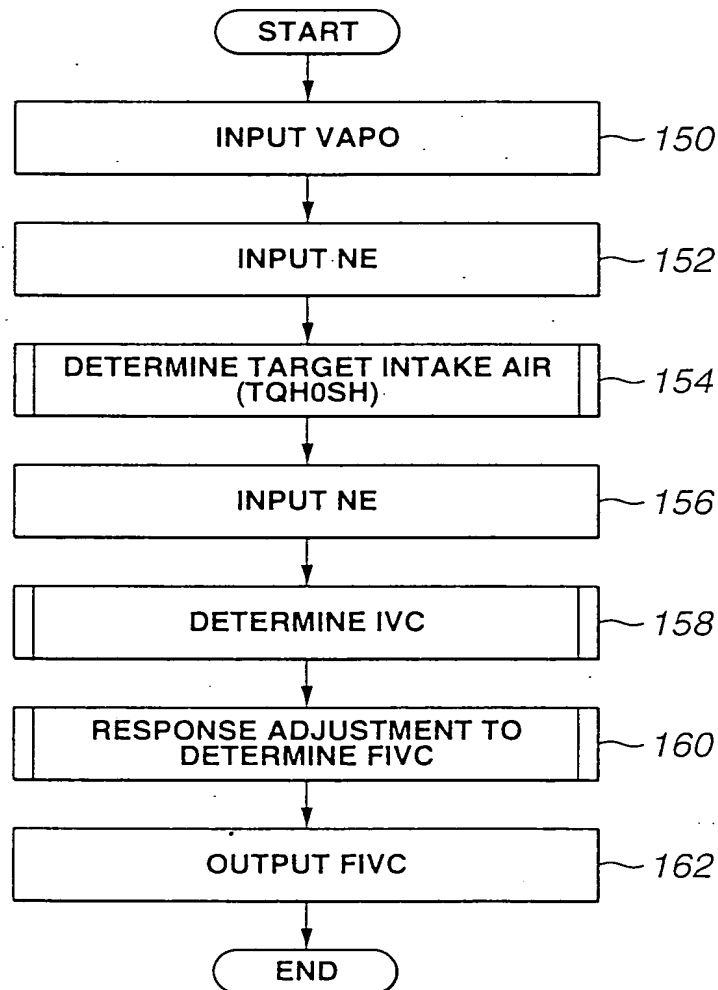 START
INPUT VAPO
150
INPUT NE
152
DETERMINE TARGET INTAKE AIR
(TQH0SH)
154
INPUT NE
156
DETERMINE IVC
158
RESPONSE ADJUSTMENT TO
DETERMINE FIVC
160
OUTPUT FIVC
162
END